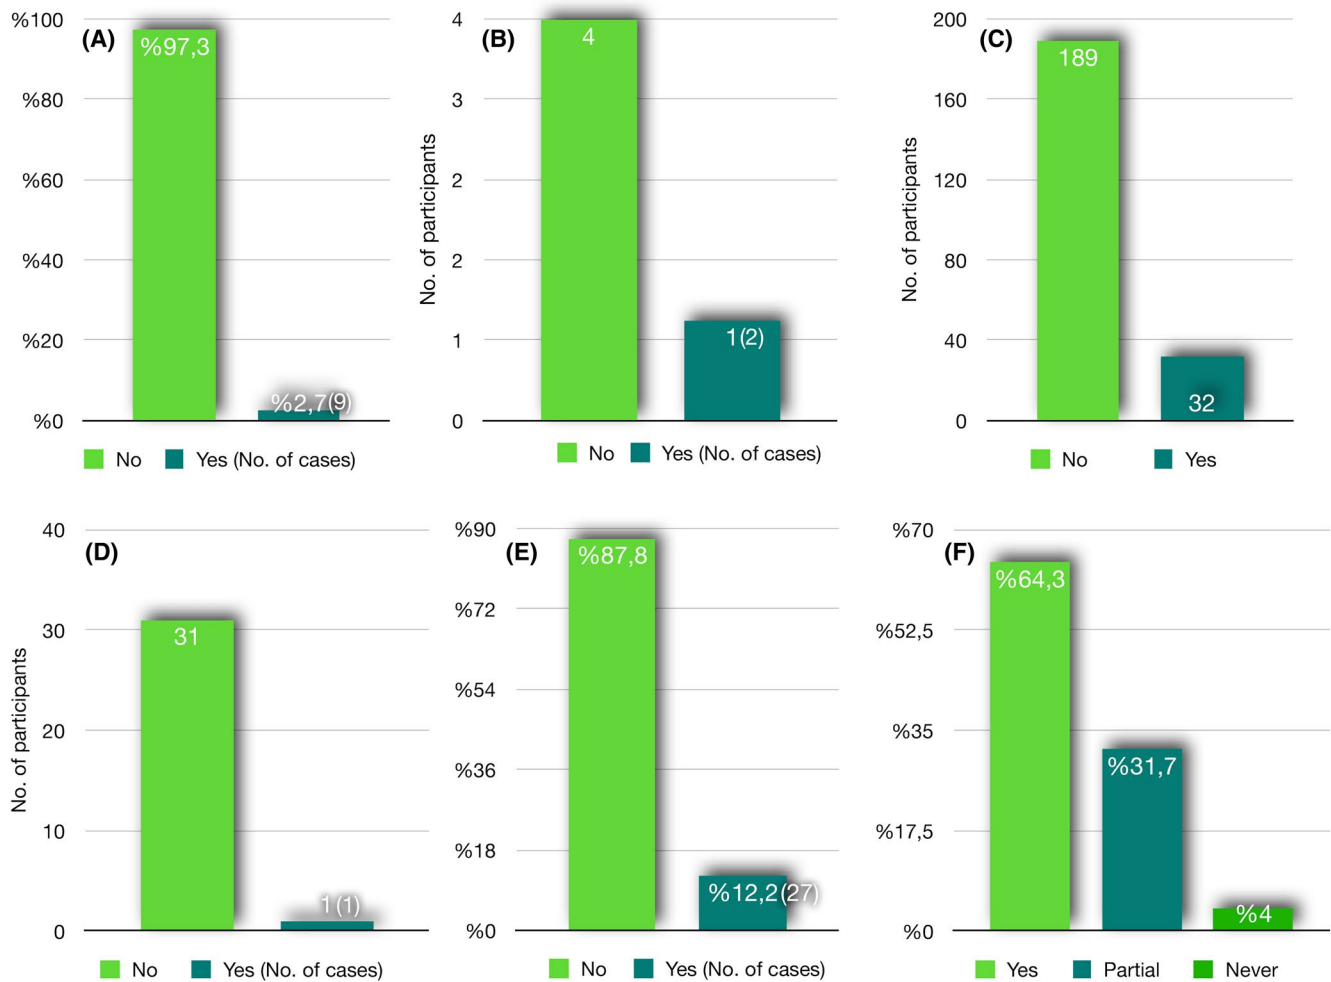 (A)
%100
%80
%60
%40
%20
%0
%97,3
%2,7(9)
No
Yes (No. of cases)
(B)
No. of participants
4
3
2
2
1
0
4
1(2)
No
Yes (No. of cases)
(C)
No. of participants
200
160
120
80
40
0
189
32
No
Yes
(D)
No. of participants
40
30
20
10
0
31
1(1)
No
Yes (No. of cases)
(E)
%90
%72
%54
%36
%18
%0
%87,8
%12,2(27)
No
Yes (No. of cases)
(F)
%70
%52,5
%35
%17,5
%0
%64,3
%31,7
%4
Yes
Partial
Never